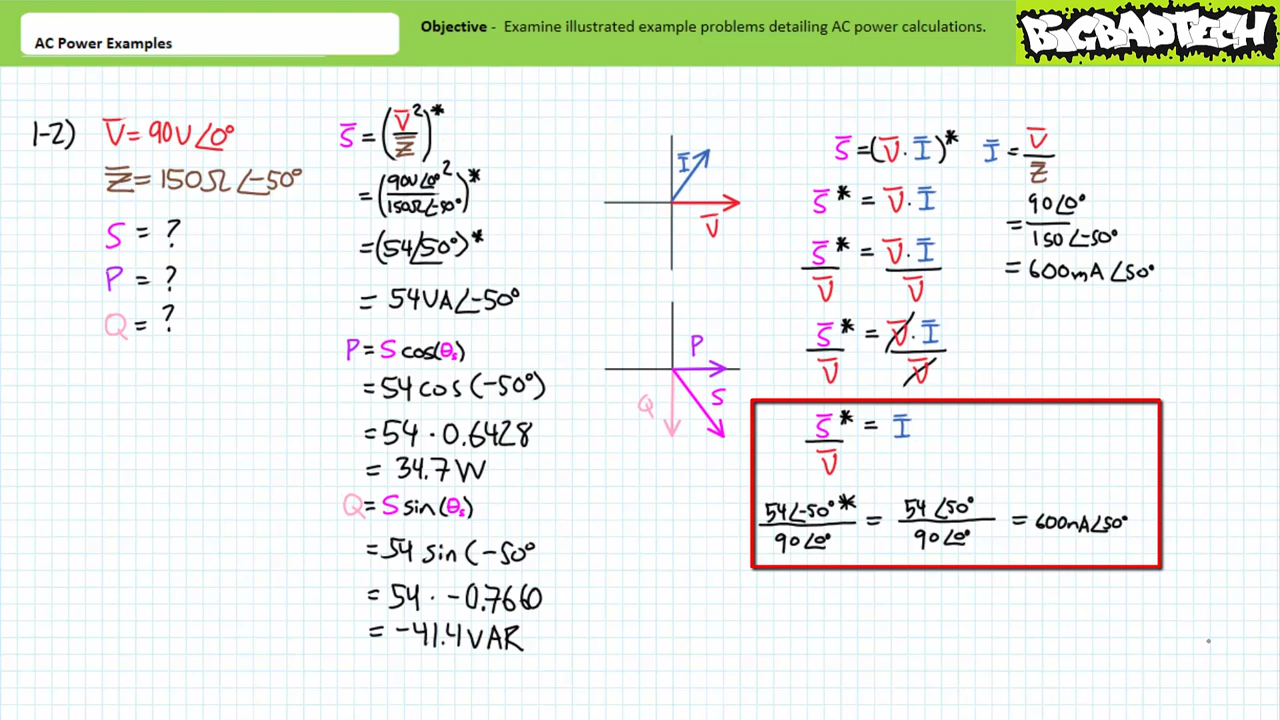 AC Power Examples
Objective - Examine illustrated example problems detailing AC power calculations.
BIGBADTECH
1-2)
V̅ = 90V∠0°
Z̅ = 150Ω∠-50°
S = ?
P = ?
Q = ?
S̅ = (V̅²/Z̅)*
= (90V∠0°²/150Ω∠-50°)*
= (54∠50°)*
= 54VA∠-50°
P = S cos(θₛ)
= 54 cos(-50°)
= 54 · 0.6428
= 34.7W
Q = S sin(θₛ)
= 54 sin(-50°
= 54 · -0.7660
= -41.4VAR
I̅
V̅
P
Q
S
S̅ = (V̅ · I̅)*
S̅* = V̅ · I̅
S̅*/V̅ = V̅ · I̅/V̅
S̅*/V̅ = V̅ · I̅/V̅
S̅*/V̅ = I̅
54∠-50°*/90∠0° = 54∠50°/90∠0° = 600mA∠50°
I̅ = V̅/Z̅
= 90∠0°/150∠-50°
= 600mA∠50°